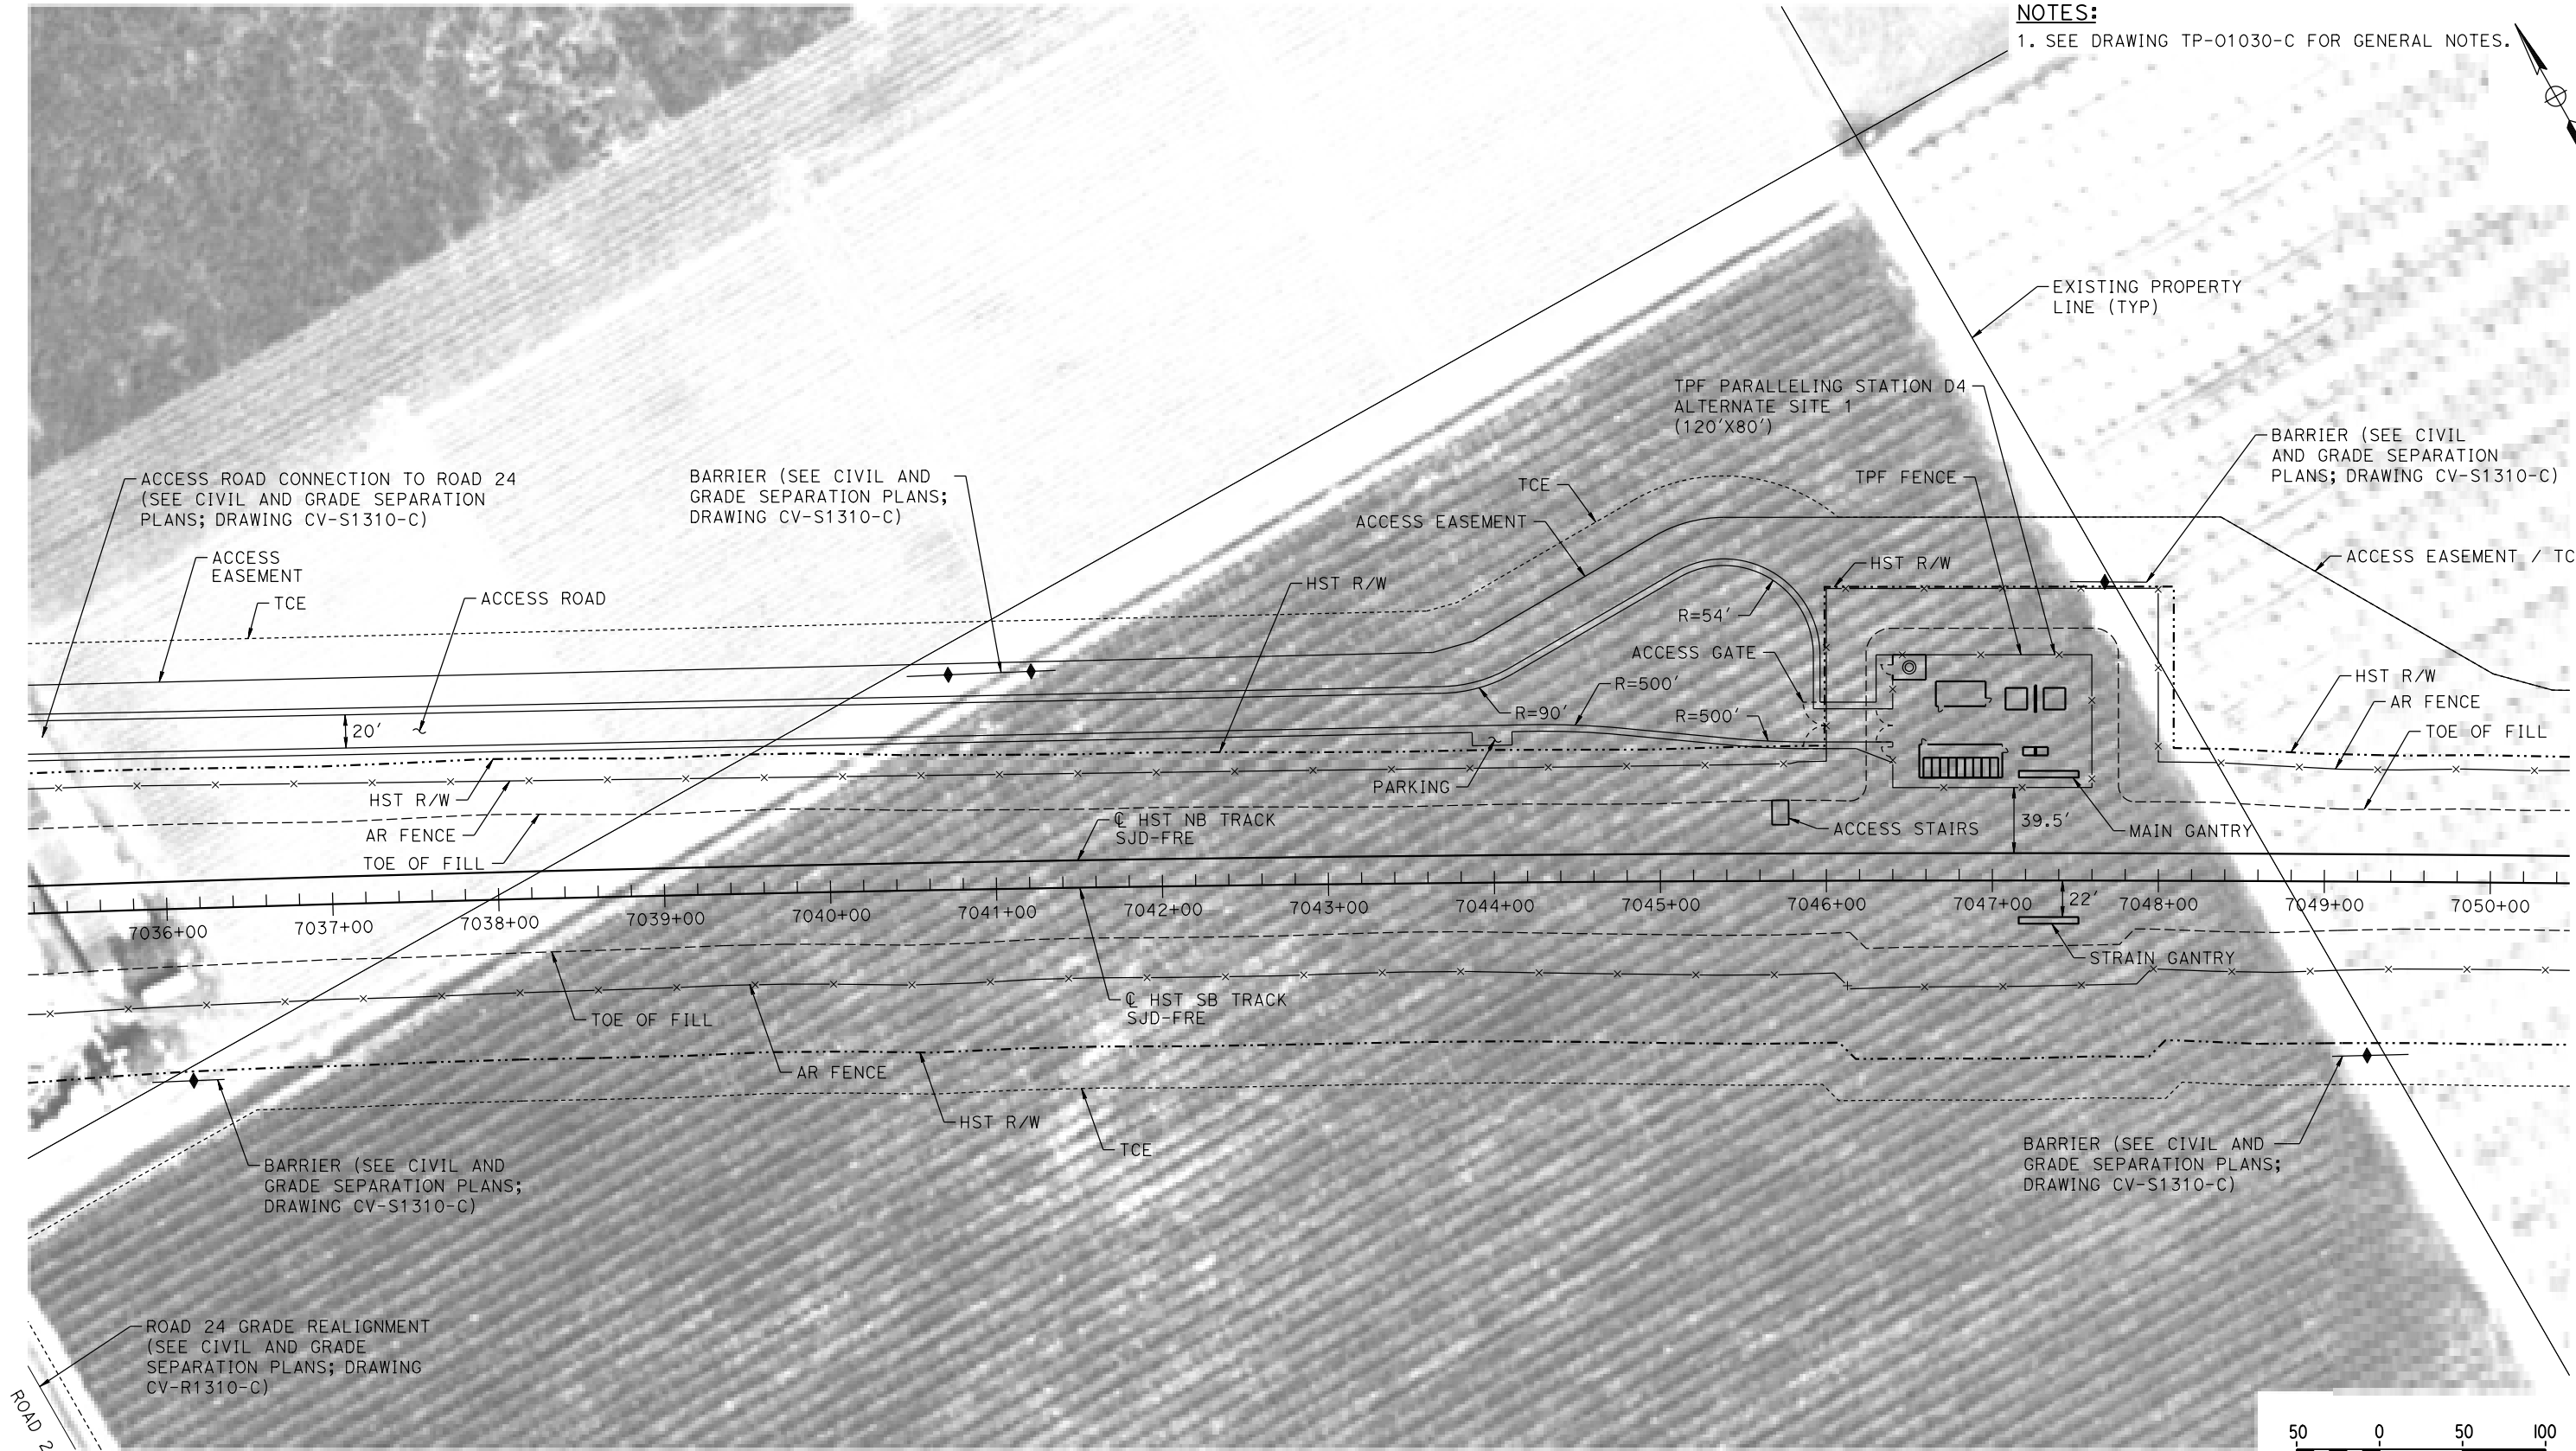 NOTES:
1. SEE DRAWING TP-O1030-C FOR GENERAL NOTES.
EXISTING PROPERTY
LINE (TYP)
TPF PARALLELING STATION D4
ALTERNATE SITE 1
(120'X80')
BARRIER (SEE CIVIL
AND GRADE SEPARATION
PLANS; DRAWING CV-S1310-C)
ACCESS ROAD CONNECTION TO ROAD 24
(SEE CIVIL AND GRADE SEPARATION
PLANS; DRAWING CV-S1310-C)
BARRIER (SEE CIVIL AND
GRADE SEPARATION PLANS;
DRAWING CV-S1310-C)
TCE
TPF FENCE
ACCESS EASEMENT
ACCESS
EASEMENT
TCE
ACCESS ROAD
HST R/W
HST R/W
ACCESS EASEMENT / TC
R=54'
ACCESS GATE
R=500'
R=90'
R=500'
HST R/W
AR FENCE
TOE OF FILL
20'
PARKING
HST R/W
AR FENCE
TOE OF FILL
℄ HST NB TRACK
SJD-FRE
ACCESS STAIRS
39.5'
MAIN GANTRY
7036+00
7037+00
7038+00
7039+00
7040+00
7041+00
7042+00
7043+00
7044+00
7045+00
7046+00
7047+00
22'
7048+00
7049+00
7050+00
STRAIN GANTRY
℄ HST SB TRACK
SJD-FRE
TOE OF FILL
AR FENCE
HST R/W
TCE
BARRIER (SEE CIVIL AND
GRADE SEPARATION PLANS;
DRAWING CV-S1310-C)
BARRIER (SEE CIVIL AND
GRADE SEPARATION PLANS;
DRAWING CV-S1310-C)
ROAD 24 GRADE REALIGNMENT
(SEE CIVIL AND GRADE
SEPARATION PLANS; DRAWING
CV-R1310-C)
ROAD 2
50 0 50 100